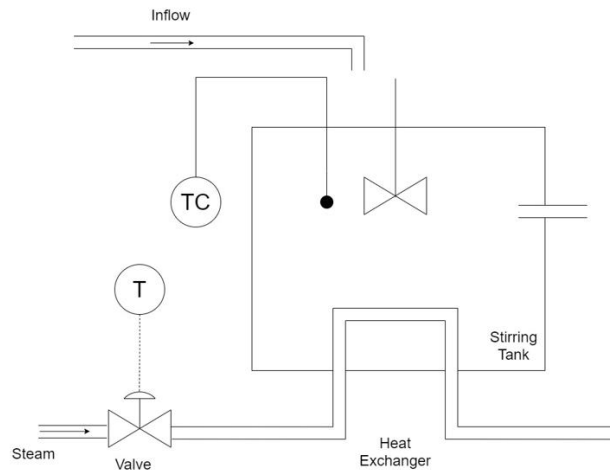 Inflow
TC
T
Stirring
Tank
Steam
Valve
Heat
Exchanger